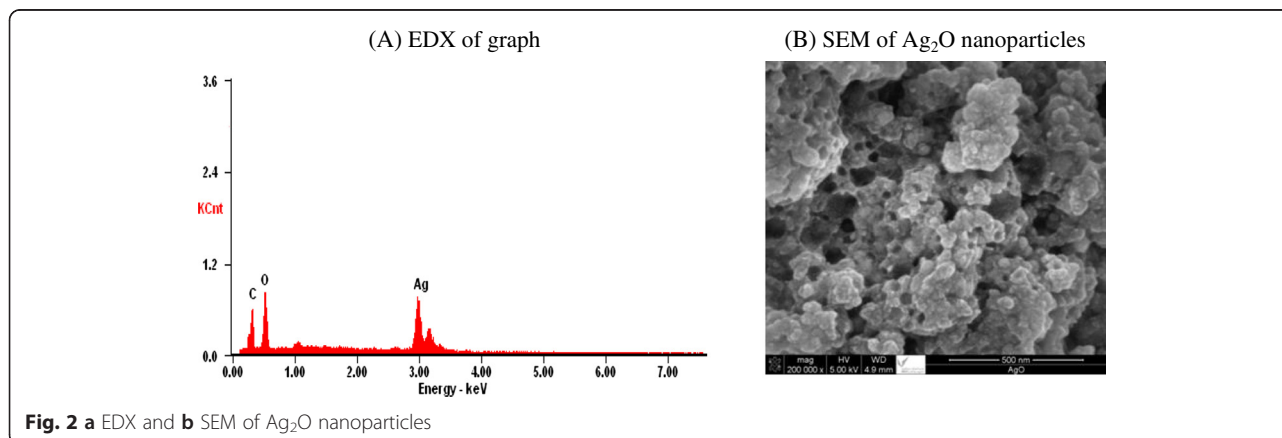 (A) EDX of graph
(B) SEM of Ag₂O nanoparticles
3.6
2.4
KCnt
1.2
0.0
C
O
Ag
0.00 1.00 2.00 3.00 4.00 5.00 6.00 7.00
Energy - keV
mag HV WD
200 000 x 5.00 kV 4.9 mm
500 nm
AgO
Fig. 2 a EDX and b SEM of Ag₂O nanoparticles